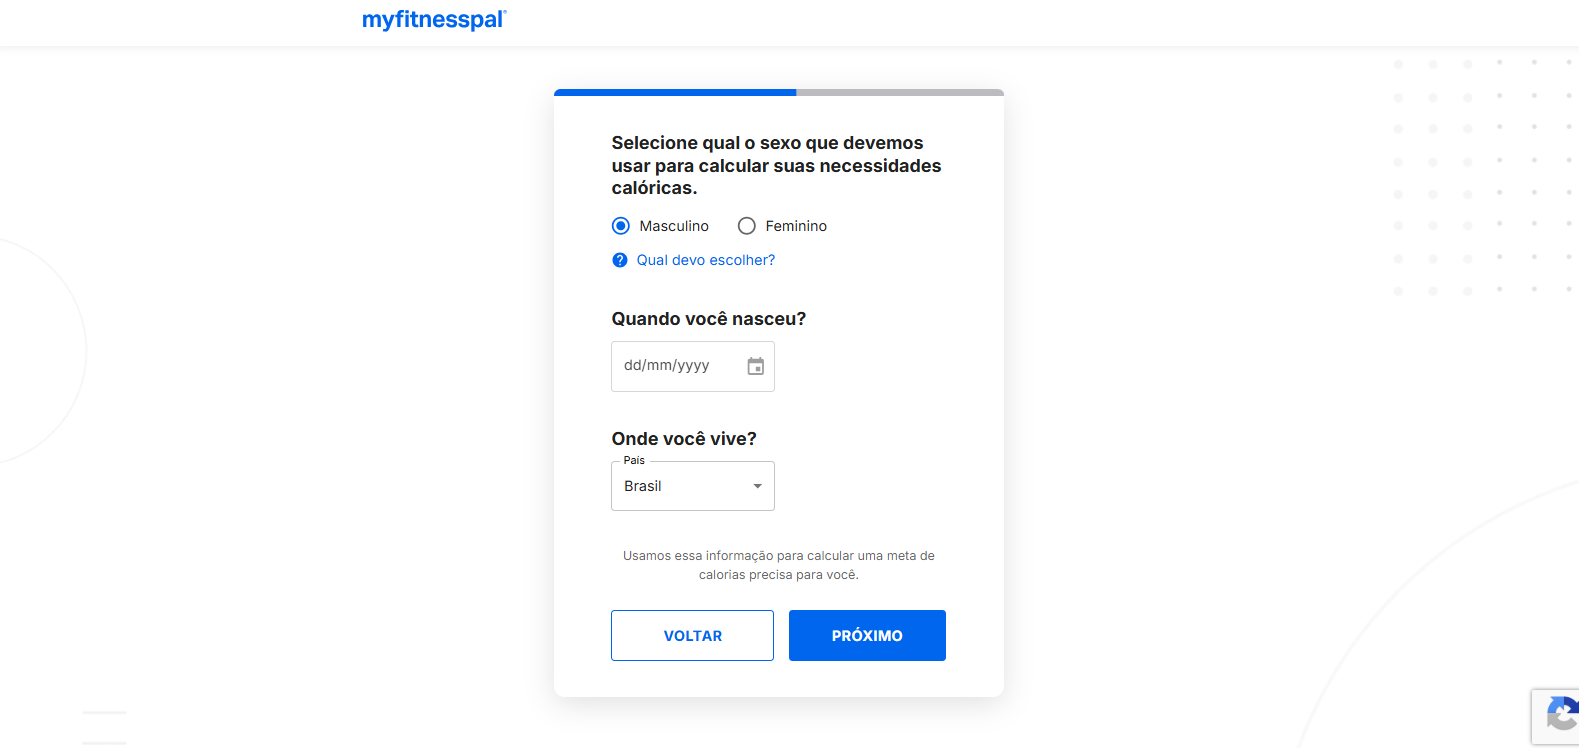 myfitnesspal®
Selecione qual o sexo que devemos
usar para calcular suas necessidades
calóricas.
Masculino Feminino
? Qual devo escolher?
Quando você nasceu?
dd/mm/yyyy
Onde você vive?
País
Brasil
Usamos essa informação para calcular uma meta de
calorias precisa para você.
VOLTAR PRÓXIMO